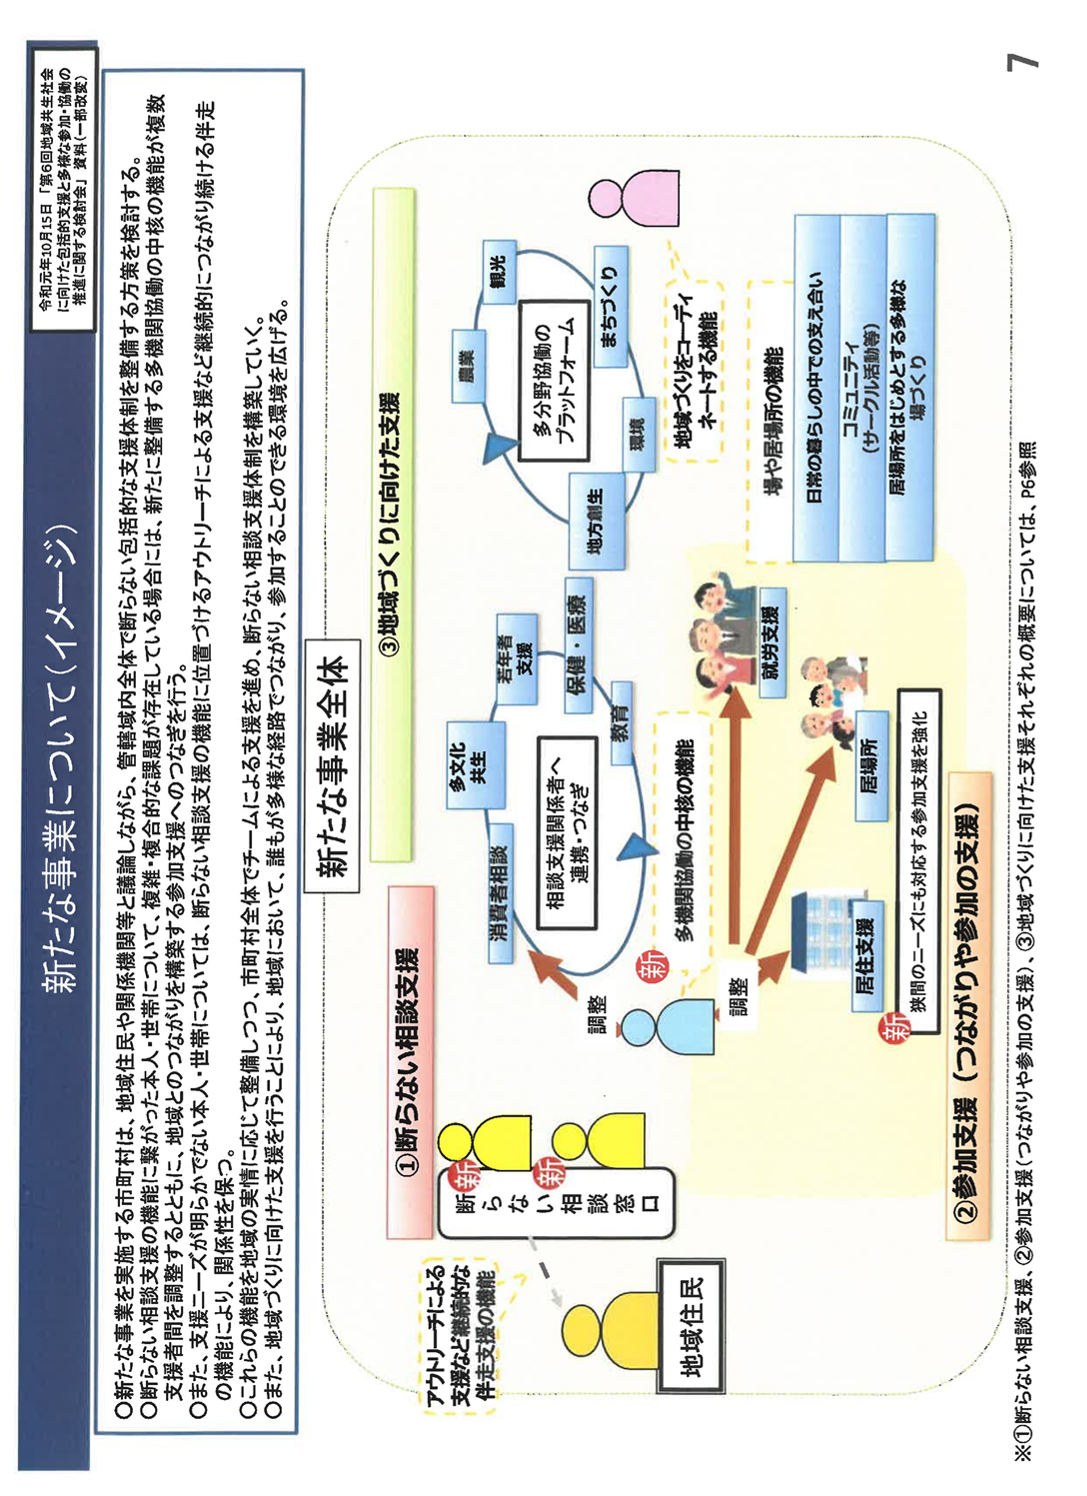 新たな事業について(イメージ)
令和元年10月15日 「第6回地域共生社会
に向けた包括的支援と多様な参加・協働の
推進に関する検討会」 資料(一部改変)
○新たな事業を実施する市町村は、地域住民や関係機関等と議論しながら、管轄域内全体で断らない包括的な支援体制を整備する方策を検討する。
○断らない相談支援の機能に繋がった本人・世帯について、複雑・複合的な課題が存在している場合には、新たに整備する多機関協働の中核の機能が複数
支援者間を調整するとともに、地域とのつながりを構築する参加支援へのつなぎを行う。
○また、支援ニーズが明らかでない本人・世帯については、断らない相談支援の機能に位置づけるアウトリーチによる支援など継続的につながり続ける伴走
の機能により、関係性を保つ。
○これらの機能を地域の実情に応じて整備しつつ、市町村全体でチームによる支援を進め、断らない相談支援体制を構築していく。
○また、地域づくりに向けた支援を行うことにより、地域において、誰もが多様な経路でつながり、参加することのできる環境を広げる。
新たな事業全体
①断らない相談支援
③地域づくりに向けた支援
アウトリーチによる
支援など継続的な
伴走支援の機能
地域住民
新
新
断らない相談窓口
調整
調整
新
多機関協働の中核の機能
消費者相談
多文化
共生
若年者
支援
保健・医療
教育
相談支援関係者へ
連携・つなぎ
地方創生
農業
観光
まちづくり
環境
多分野協働の
プラットフォーム
地域づくりをコーディ
ネートする機能
場や居場所の機能
日常の暮らしの中での支え合い
コミュニティ
(サークル活動等)
居場所をはじめとする多様な
場づくり
就労支援
居場所
居住支援
新
狭間のニーズにも対応する参加支援を強化
②参加支援(つながりや参加の支援)
※①断らない相談支援、②参加支援(つながりや参加の支援)、③地域づくりに向けた支援それぞれの概要については、P6参照
7